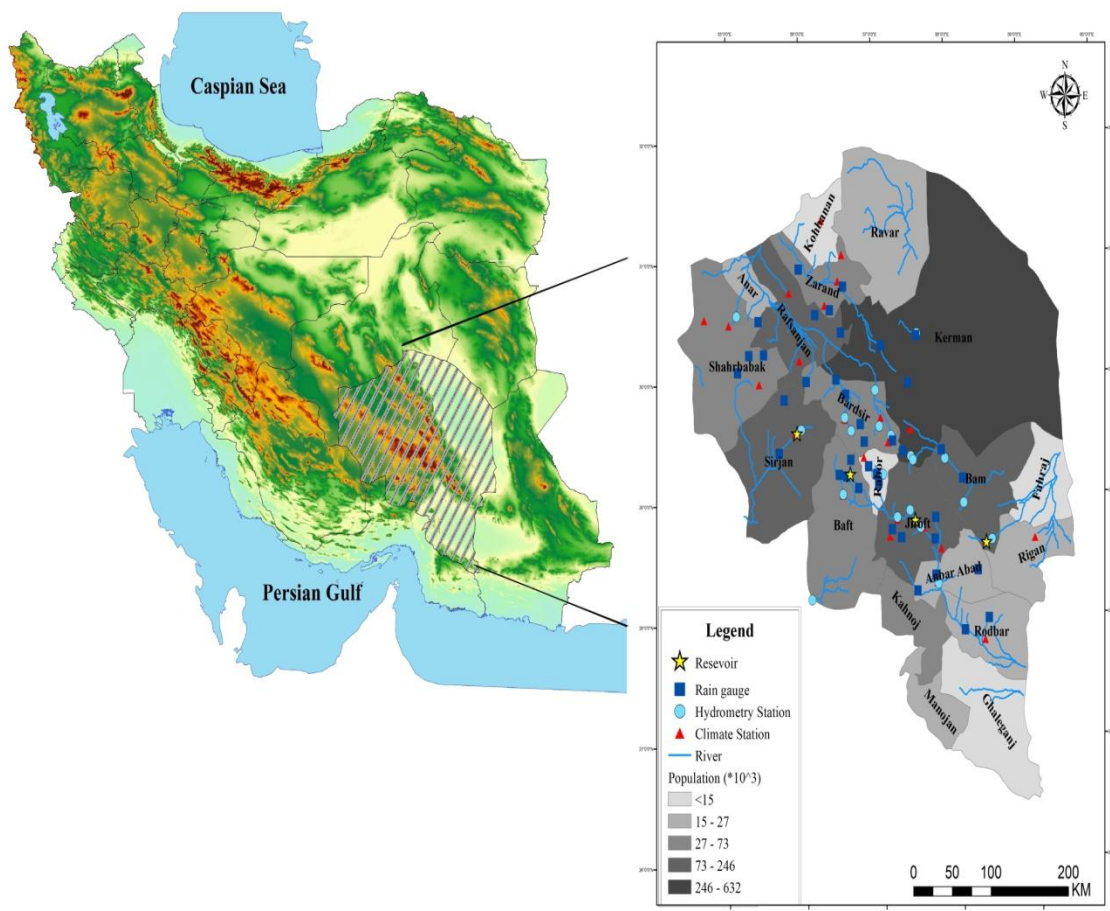 Caspian Sea
Persian Gulf
N
W
E
S
Kohbanan
Ravar
Zarand
Anar
Rafsanjan
Kerman
Shahrbabak
Bardsir
Sirjan
Rabor
Bam
Fahraj
Baft
Jiroft
Rigan
Anbar Abad
Kahnoj
Rodbar
Manojan
Ghaleganj
Legend
Resevoir
Rain gauge
Hydrometry Station
Climate Station
River
Population (*10^3)
<15
15 - 27
27 - 73
73 - 246
246 - 632
0 50 100 200
KM